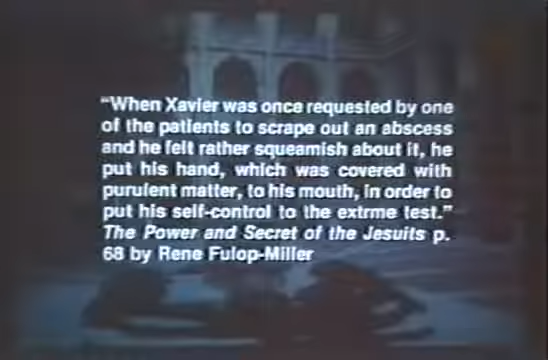 "When Xavier was once requested by one
of the patients to scrape out an abscess
and he felt rather squeamish about it, he
put his hand, which was covered with
purulent matter, to his mouth, in order to
put his self-control to the extrme test."
The Power and Secret of the Jesuits p.
68 by Rene Fulop-Miller